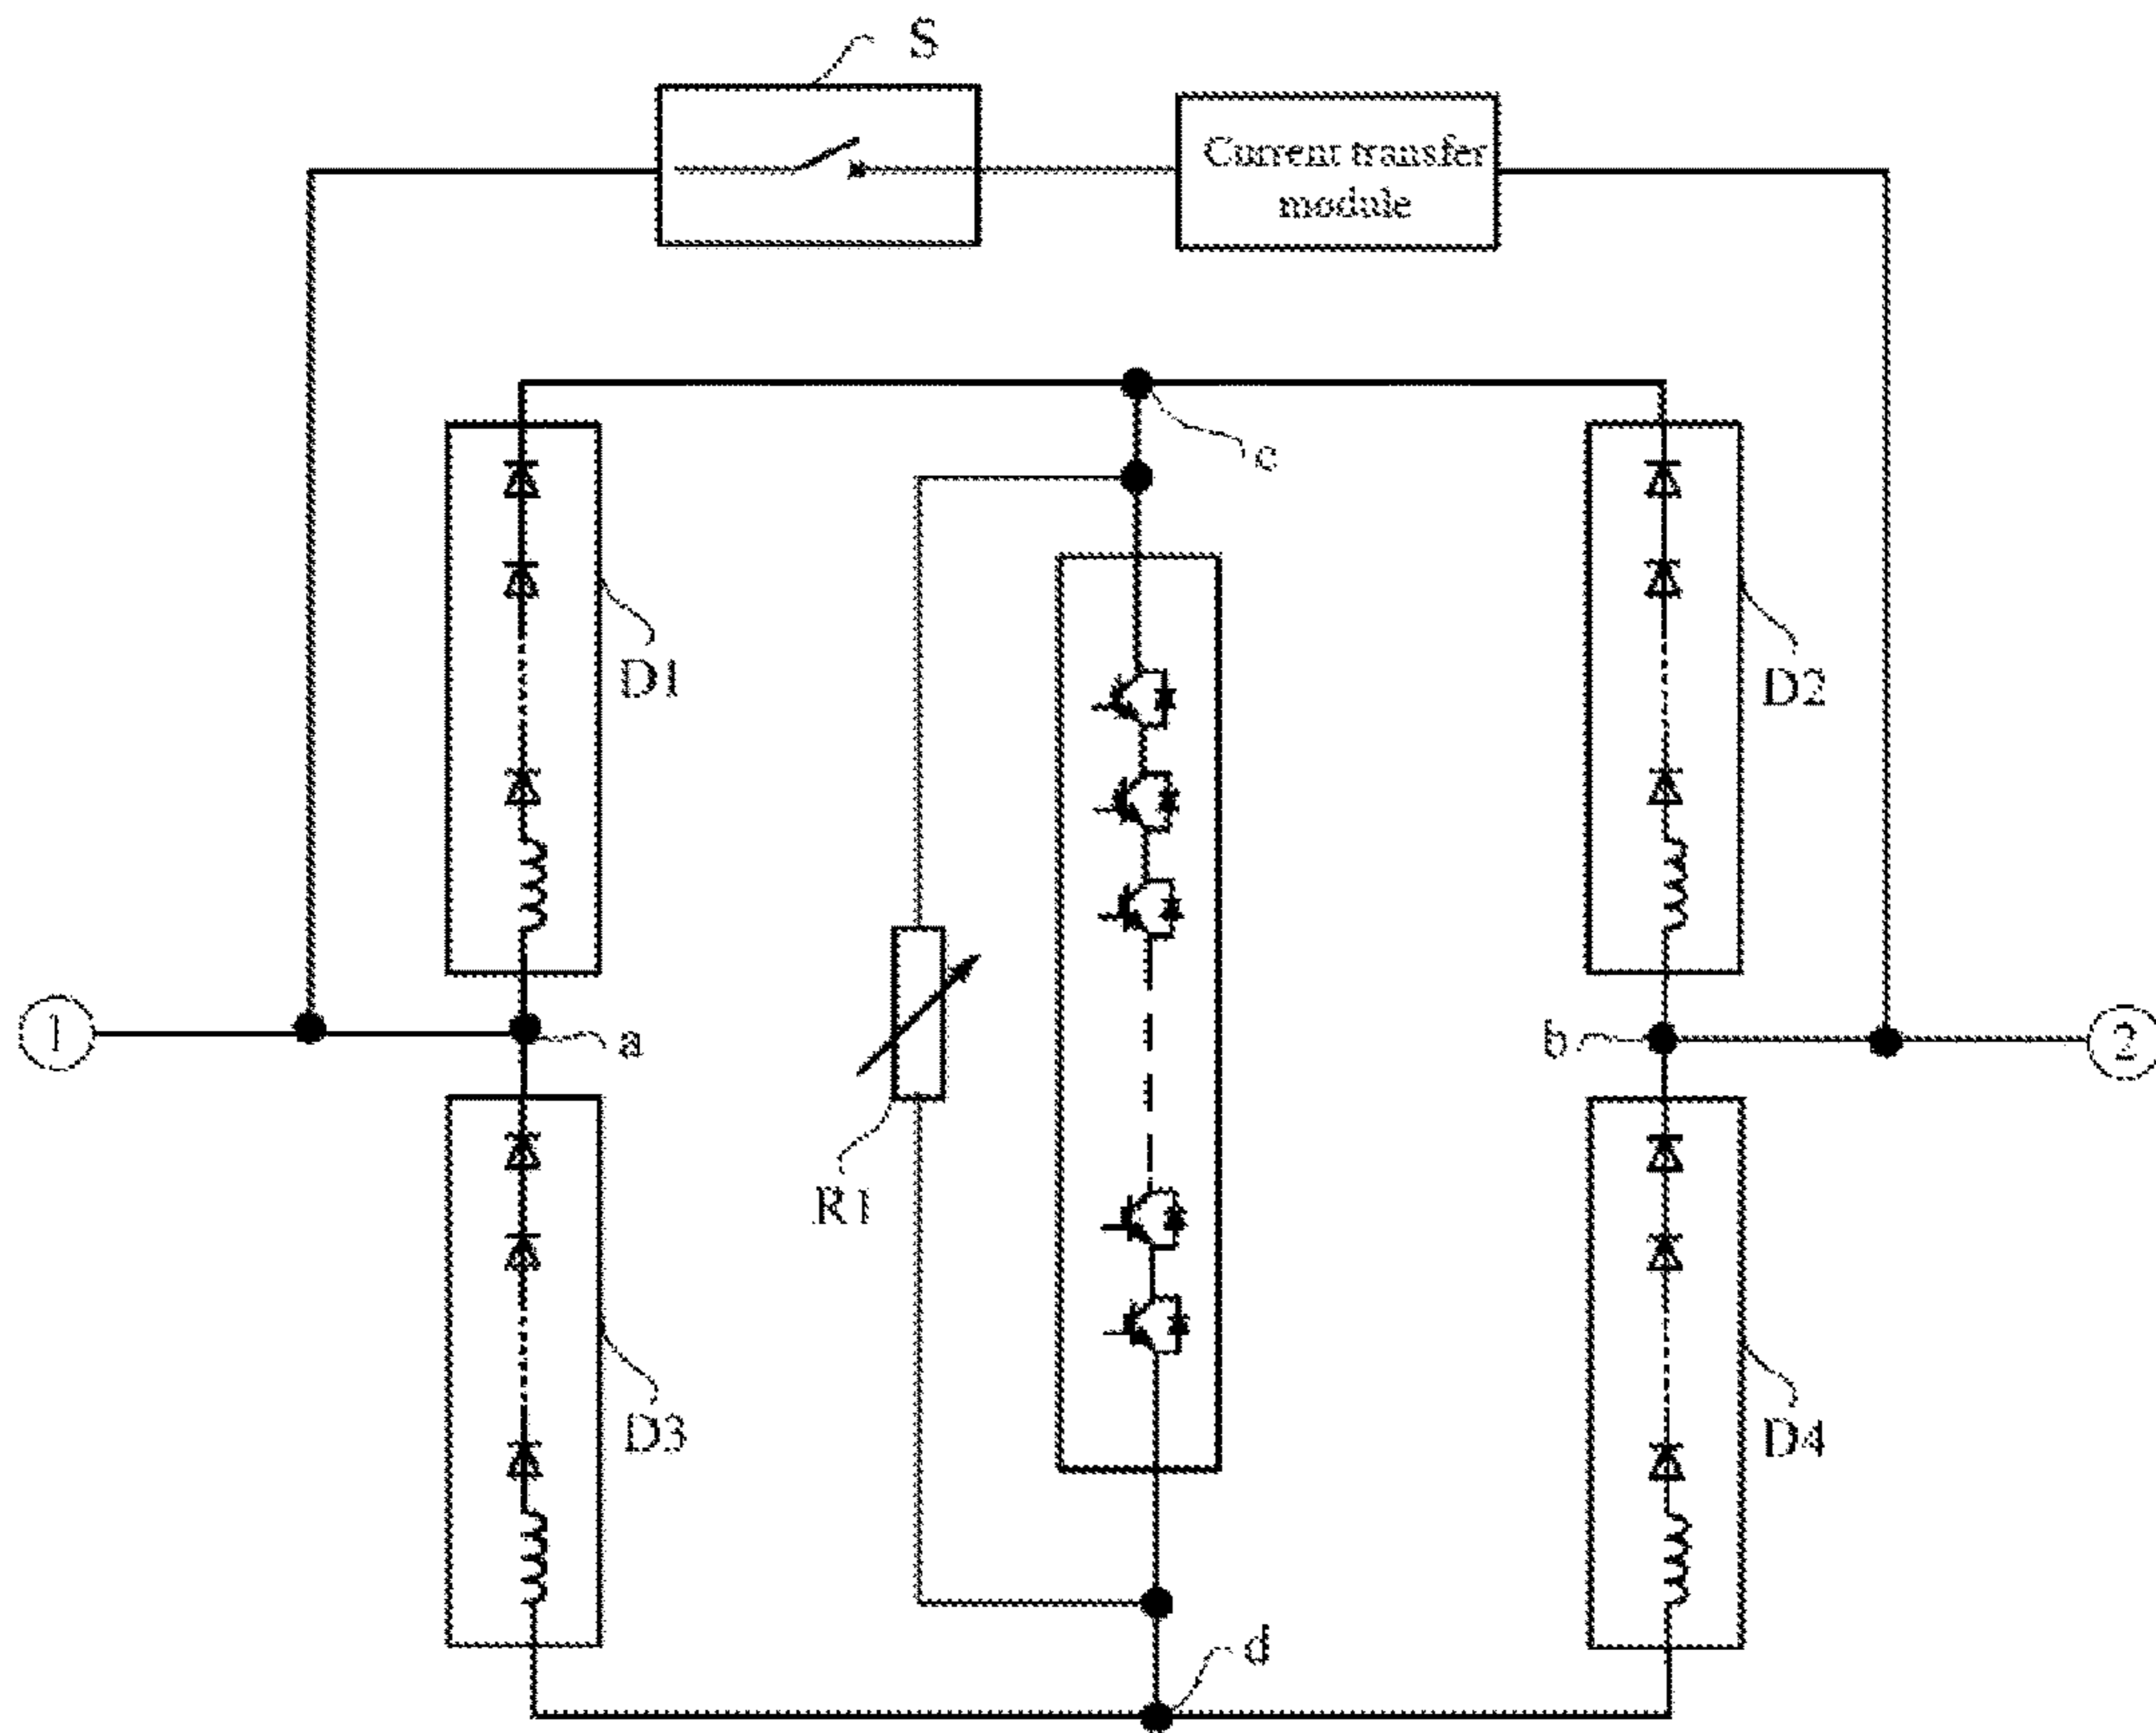 S
Current transfer
module
c
D1
D2
1
a
b
2
R1
D3
D4
d